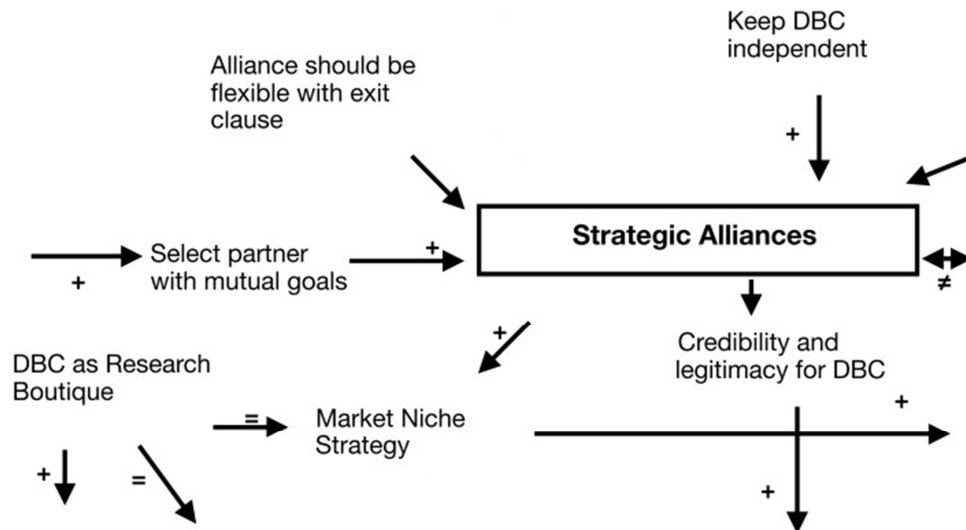 Keep DBC
independent
Alliance should be
flexible with exit
clause
+
Strategic Alliances
Select partner
with mutual goals
+
+
≠
+
Credibility and
legitimacy for DBC
DBC as Research
Boutique
=
Market Niche
Strategy
+
+
=
+